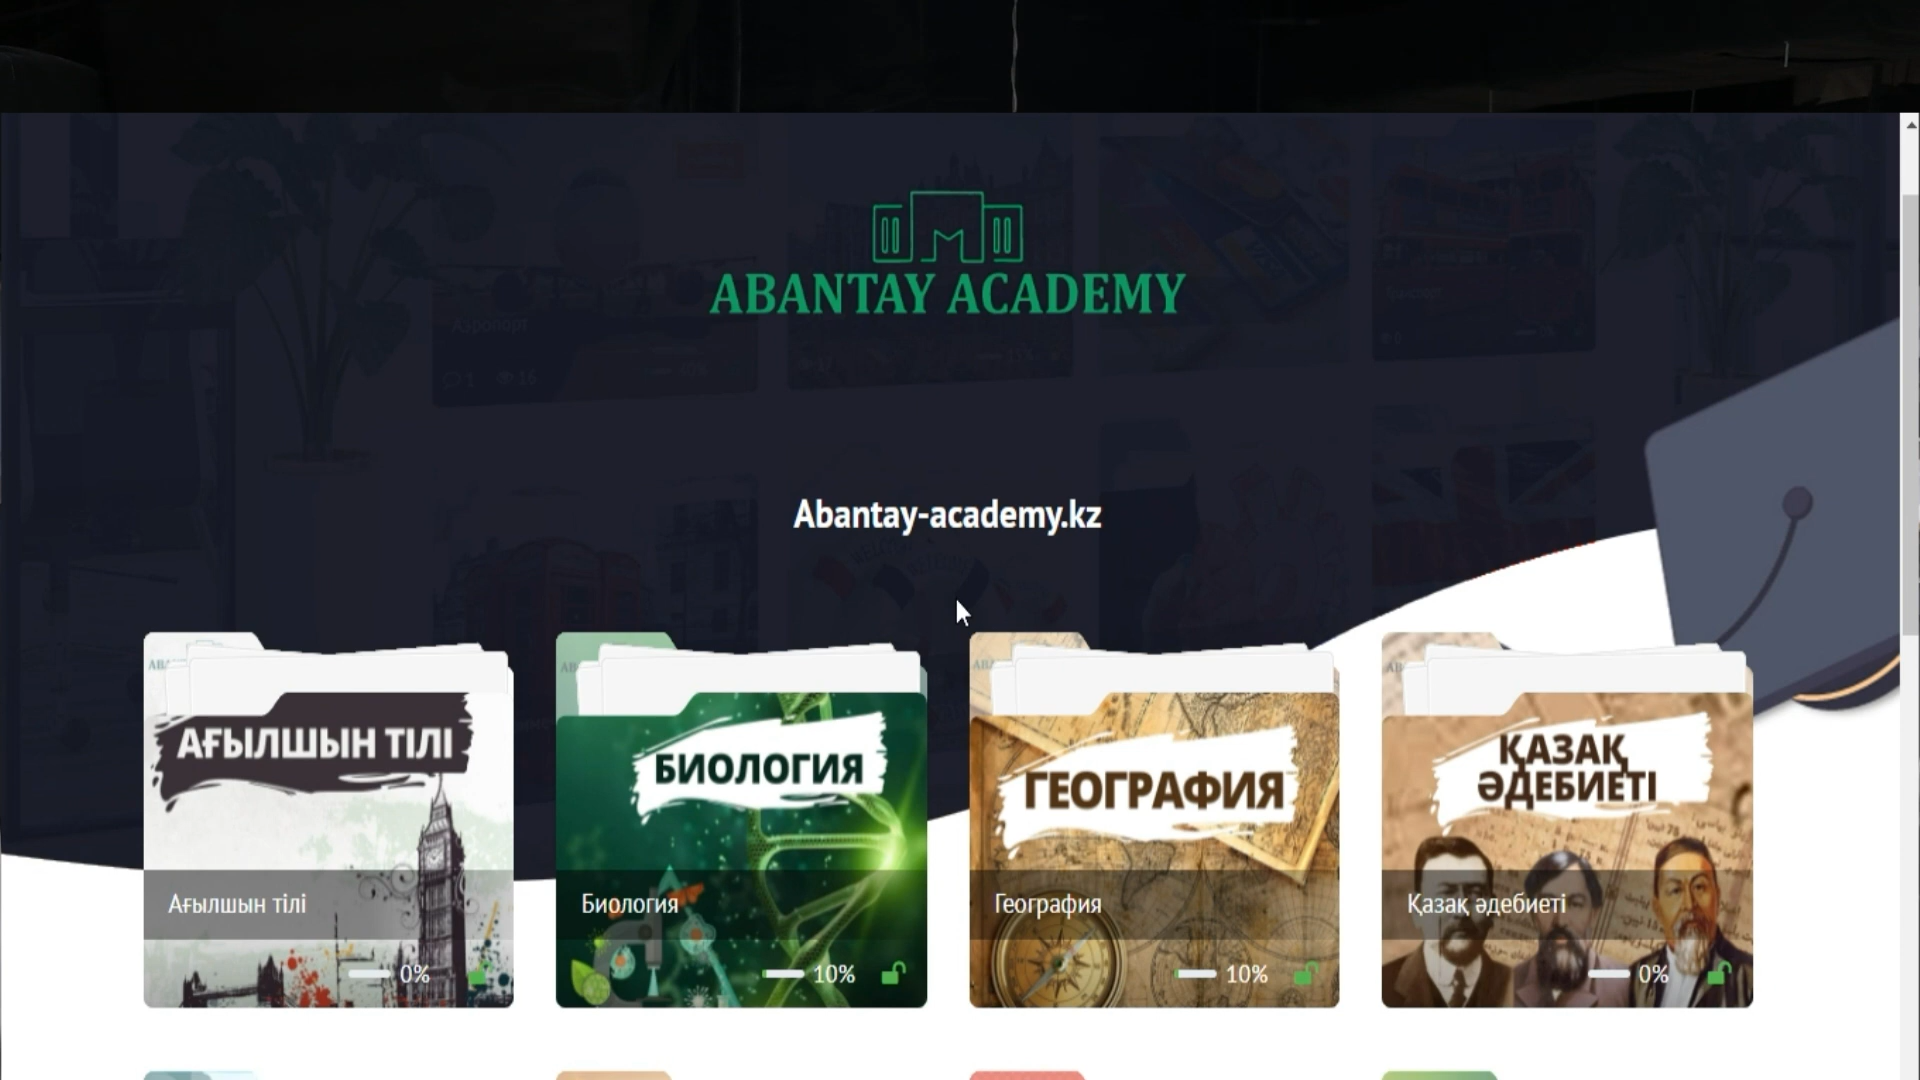 Аэропорт
ABANTAY ACADEMY
Abantay-academy.kz
АҒЫЛШЫН ТІЛІ
Ағылшын тілі
0%
БИОЛОГИЯ
Биология
10%
ГЕОГРАФИЯ
География
10%
ҚАЗАҚ
ӘДЕБИЕТІ
Қазақ әдебиеті
0%